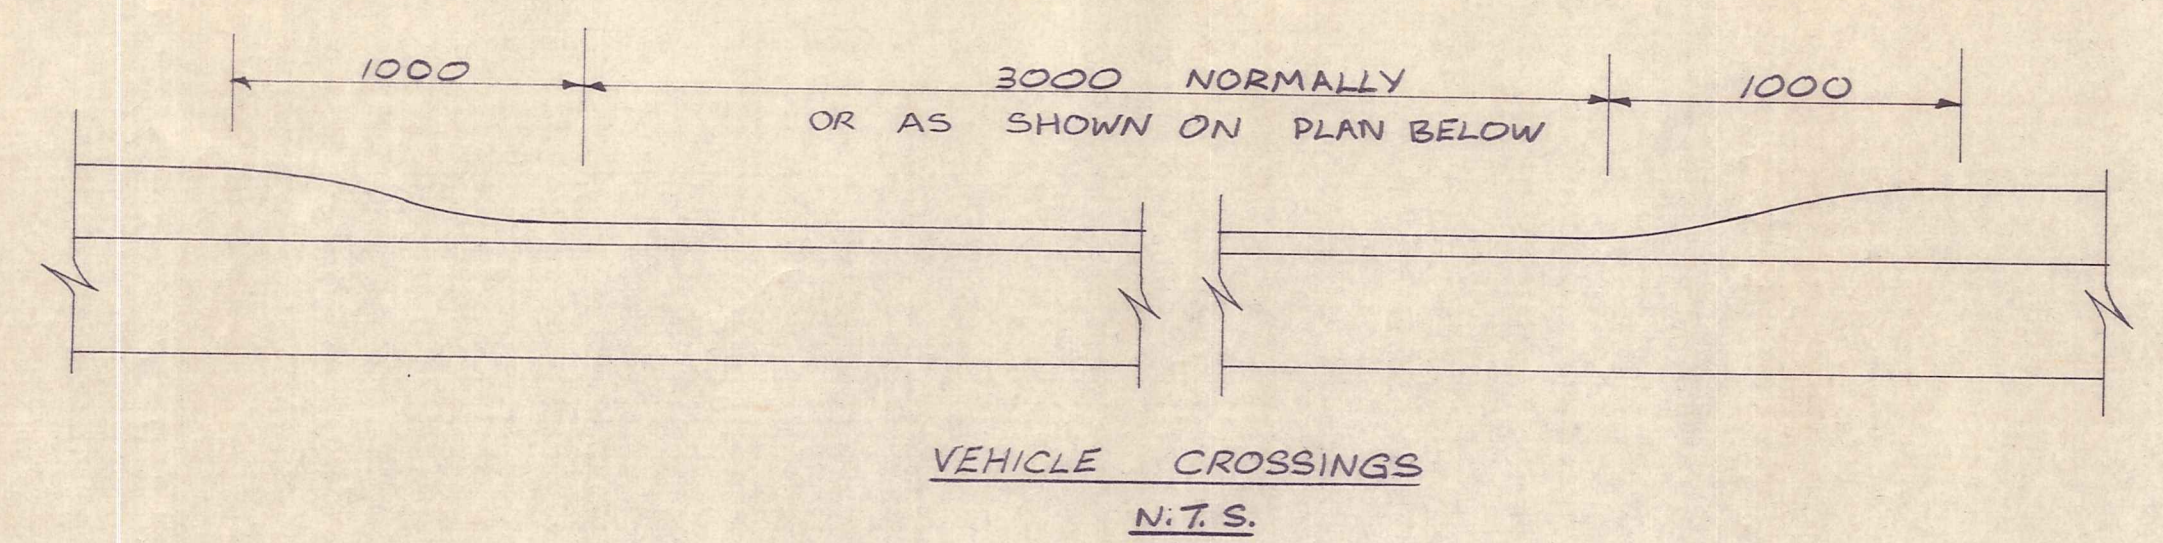 1000
3000 NORMALLY
1000
OR AS SHOWN ON PLAN BELOW
VEHICLE CROSSINGS
N.T.S.